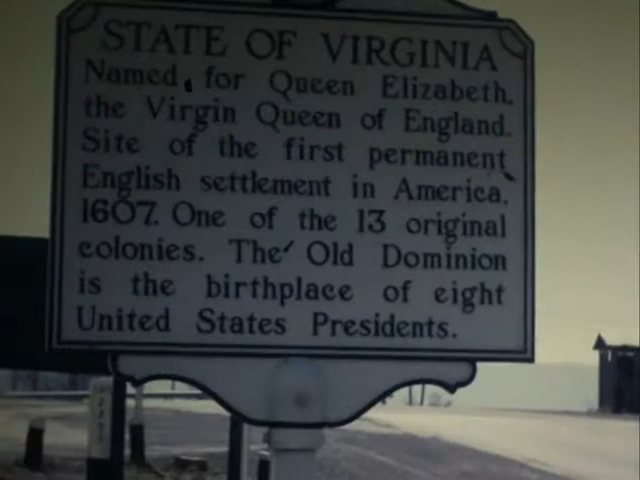 STATE OF VIRGINIA
Named for Queen Elizabeth,
the Virgin Queen of England.
Site of the first permanent
English settlement in America,
1607. One of the 13 original
colonies. The Old Dominion
is the birthplace of eight
United States Presidents.